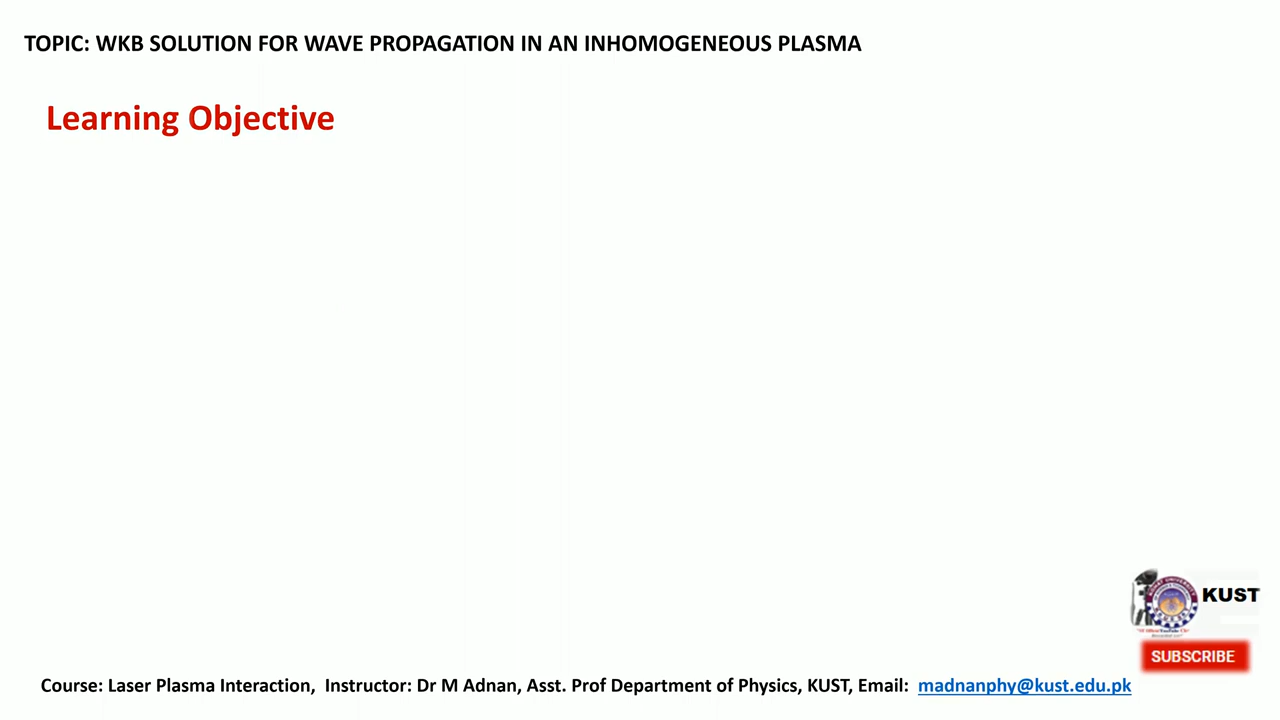 TOPIC: WKB SOLUTION FOR WAVE PROPAGATION IN AN INHOMOGENEOUS PLASMA
Learning Objective
KUST
SUBSCRIBE
Course: Laser Plasma Interaction, Instructor: Dr M Adnan, Asst. Prof Department of Physics, KUST, Email: madnanphy@kust.edu.pk